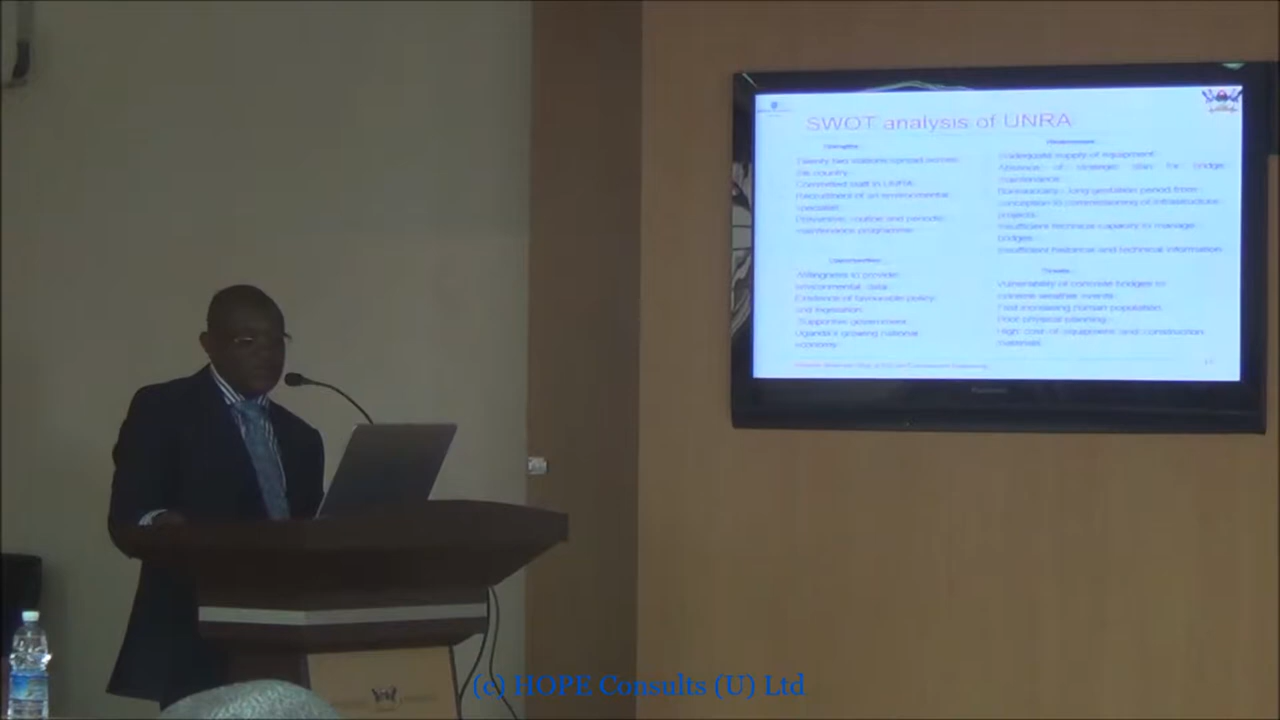 SWOT analysis of UNRA
Strengths
Twenty two stations spread across
the country.
Committed staff in UNRA.
Recruitment of an environmental
specialist.
Preventive, routine and periodic
maintenance programme
Weaknesses
Inadequate supply of equipment.
Absence of strategic plan for bridge
maintenance.
Bureaucracy - long gestation period from
conception to commissioning of infrastructure
projects.
Insufficient technical capacity to manage
bridges.
Insufficient historical and technical information.
Opportunities
Willingness to provide
environmental data.
Existence of favourable policy
and legislation.
Supportive government.
Uganda's growing national
economy.
Threats
Vulnerability of concrete bridges to
extreme weather events.
Fast increasing human population.
Poor physical planning.
High cost of equipment and construction
materials.
Panasonic
(c) HOPE Consults (U) Ltd